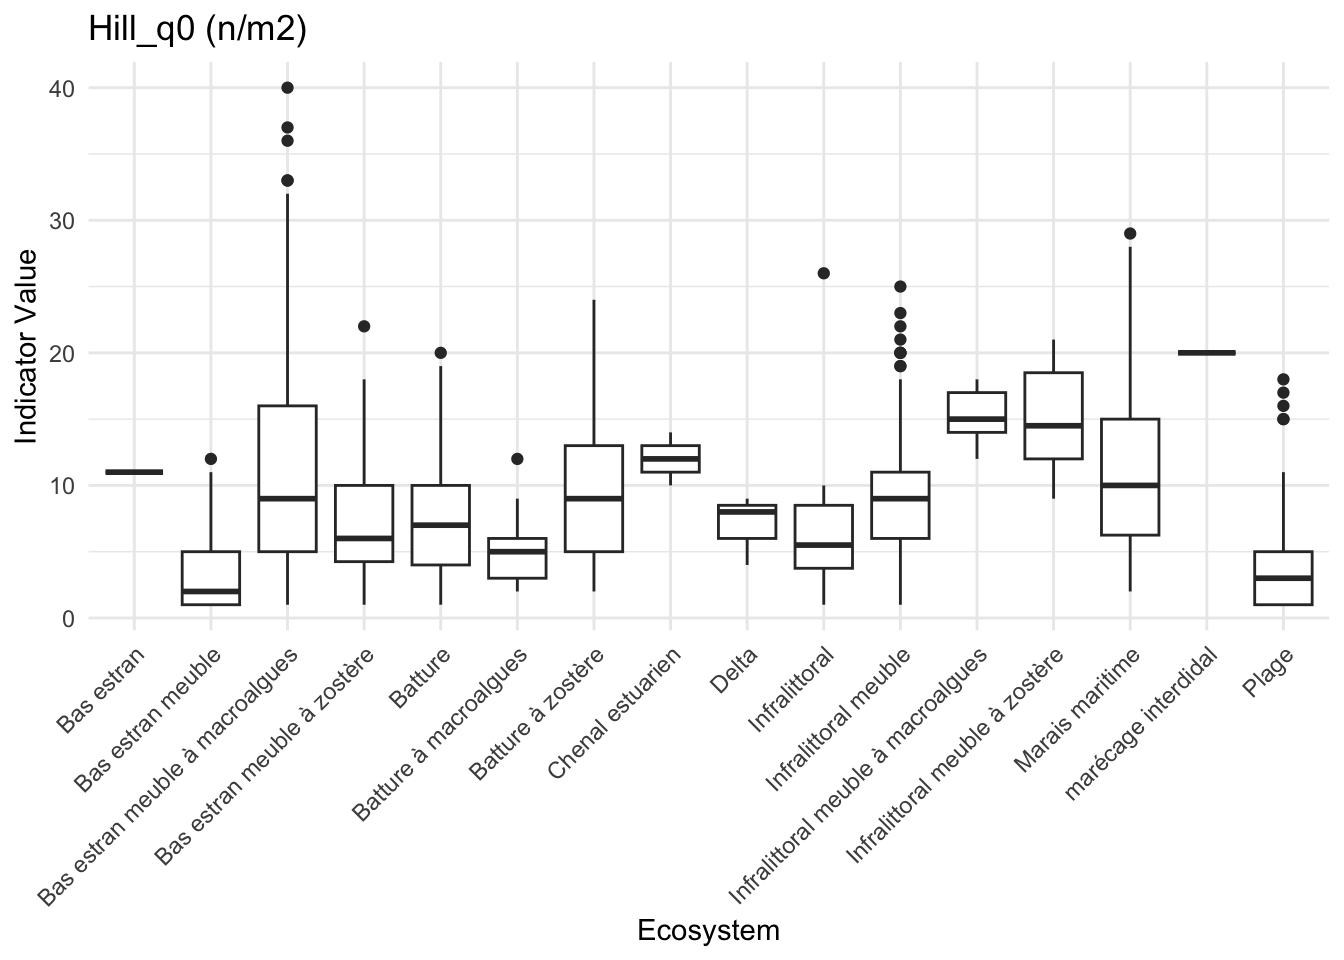 Hill_q0 (n/m2)
Indicator Value
40
30
20
10
0
Bas estran
Bas estran meuble
Bas estran meuble à macroalgues
Bas estran meuble à zostère
Batture
Batture à macroalgues
Batture à zostère
Chenal estuarien
Delta
Infralittoral
Infralittoral meuble
Infralittoral meuble à macroalgues
Infralittoral meuble à zostère
Marais maritime
marécage interdidal
Plage
Ecosystem